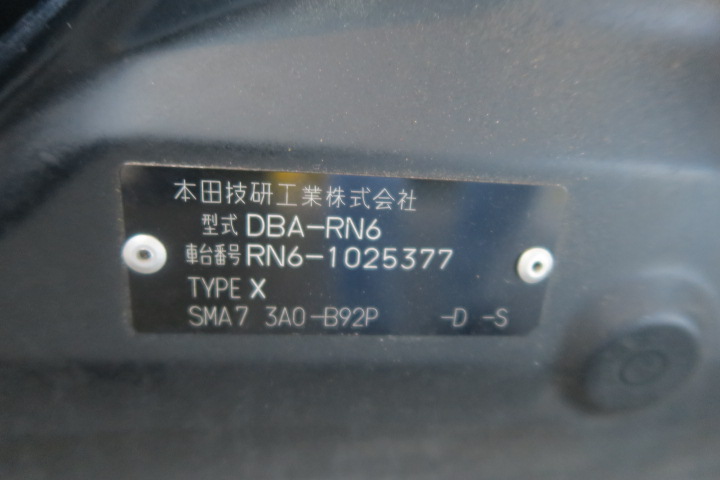 本田技研工業株式会社
型式 DBA-RN6
車台番号 RN6-1025377
TYPE X
SMA7 3A0-B92P -D -S